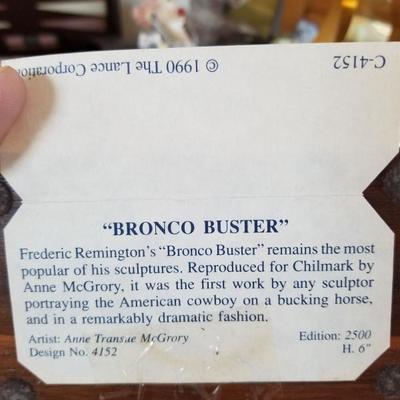 © 1990 The Lance Corporation
C-4152
"BRONCO BUSTER"
Frederic Remington's "Bronco Buster" remains the most
popular of his sculptures. Reproduced for Chilmark by
Anne McGrory, it was the first work by any sculptor
portraying the American cowboy on a bucking horse,
and in a remarkably dramatic fashion.
Artist: Anne Transue McGrory
Edition: 2500
Design No. 4152
H. 6"